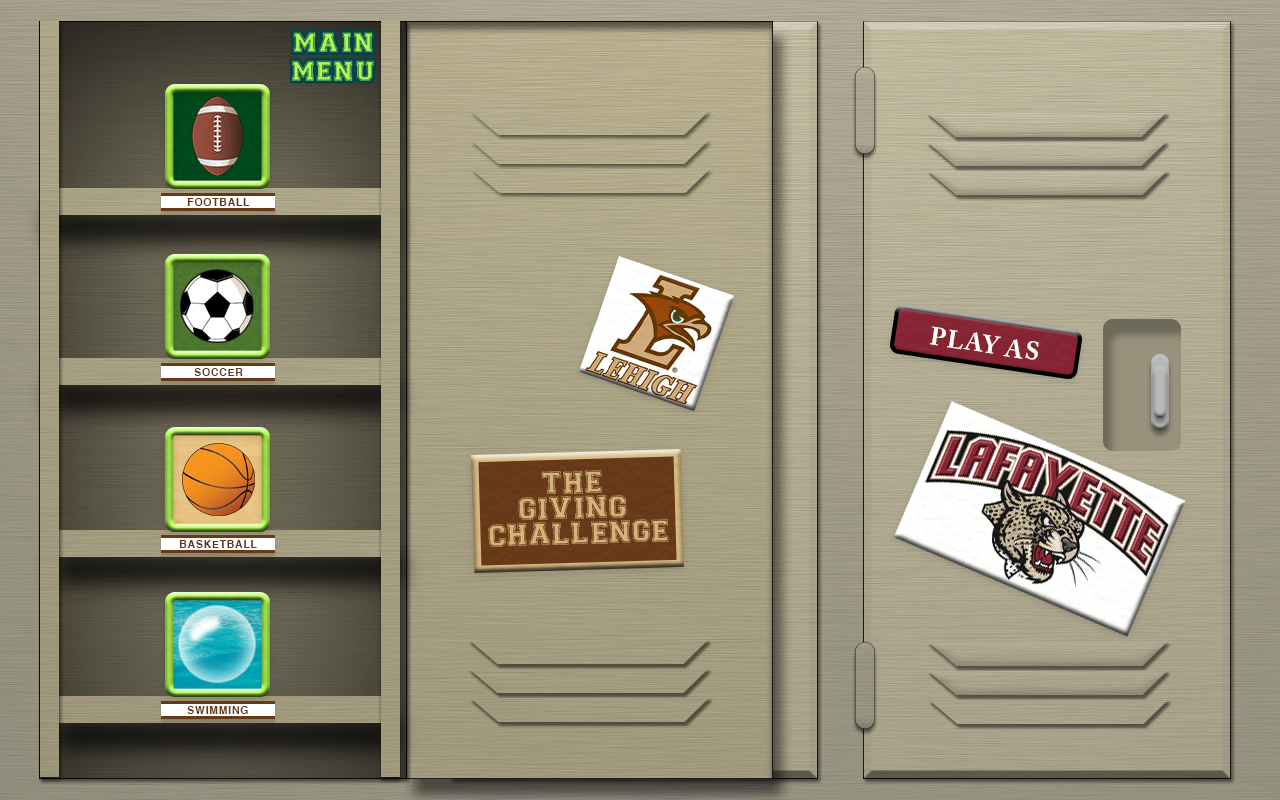 MAIN
MENU
FOOTBALL
SOCCER
BASKETBALL
SWIMMING
L
LEHIGH
®
THE
GIVING
CHALLENGE
PLAY AS
LAFAYETTE